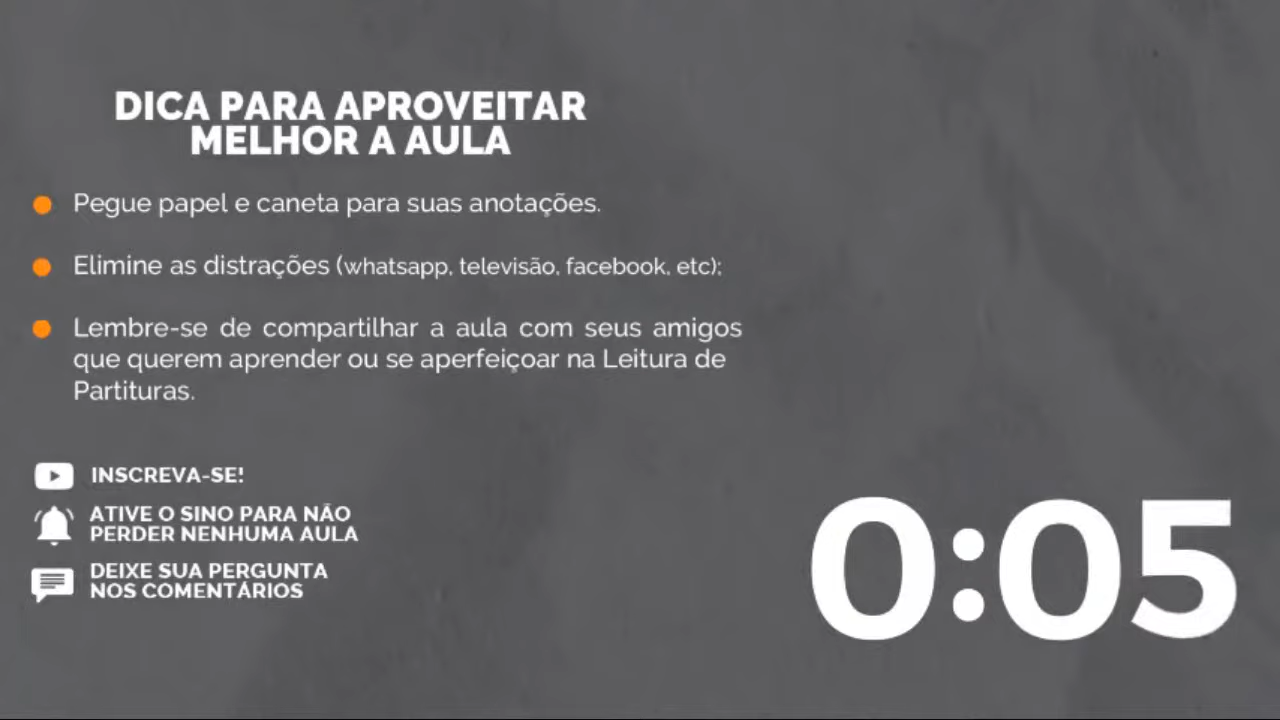 DICA PARA APROVEITAR
MELHOR A AULA
Pegue papel e caneta para suas anotações.
Elimine as distrações (whatsapp, televisão, facebook, etc);
Lembre-se de compartilhar a aula com seus amigos
que querem aprender ou se aperfeiçoar na Leitura de
Partituras.
INSCREVA-SE!
ATIVE O SINO PARA NÃO
PERDER NENHUMA AULA
DEIXE SUA PERGUNTA
NOS COMENTÁRIOS
0:05